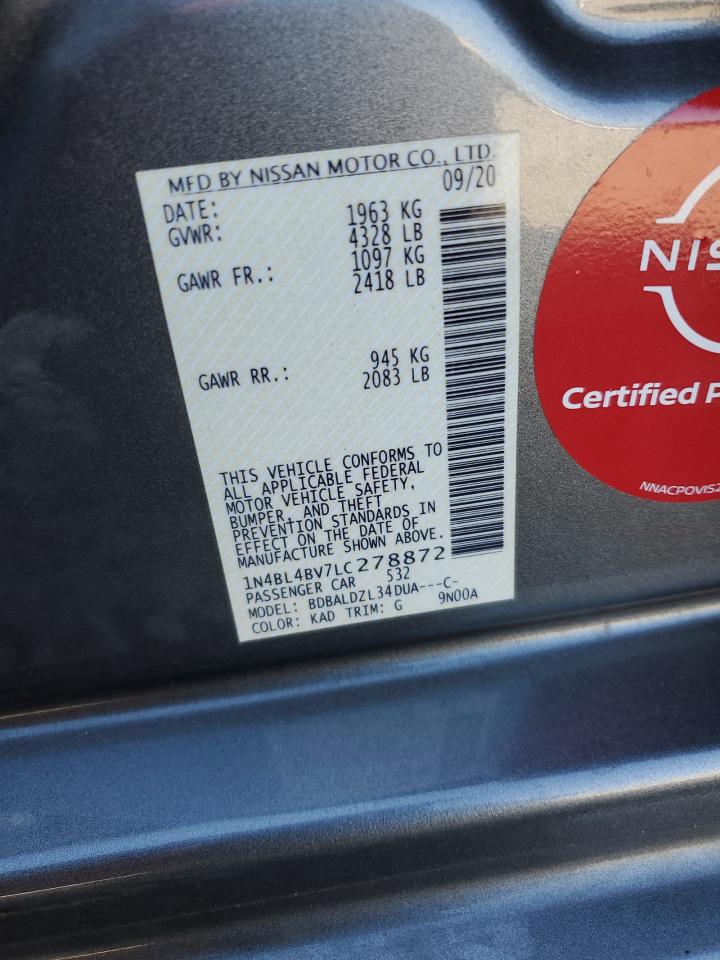 MFD BY NISSAN MOTOR CO., LTD.
DATE: 09/20
GVWR: 1963 KG
4328 LB
GAWR FR.: 1097 KG
2418 LB
GAWR RR.: 945 KG
2083 LB
THIS VEHICLE CONFORMS TO
ALL APPLICABLE FEDERAL
MOTOR VEHICLE SAFETY,
BUMPER, AND THEFT
PREVENTION STANDARDS IN
EFFECT ON THE DATE OF
MANUFACTURE SHOWN ABOVE.
1N4BL4BV7LC278872
PASSENGER CAR 532
MODEL: BDBALDZL34DUA---C-
COLOR: KAD TRIM: G 9N00A
NIS
Certified P
NNACPOVIS2